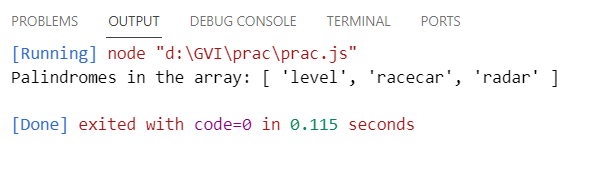 PROBLEMS OUTPUT DEBUG CONSOLE TERMINAL PORTS
[Running] node "d:\GVI\prac\prac.js"
Palindromes in the array: [ 'level', 'racecar', 'radar' ]
[Done] exited with code=0 in 0.115 seconds